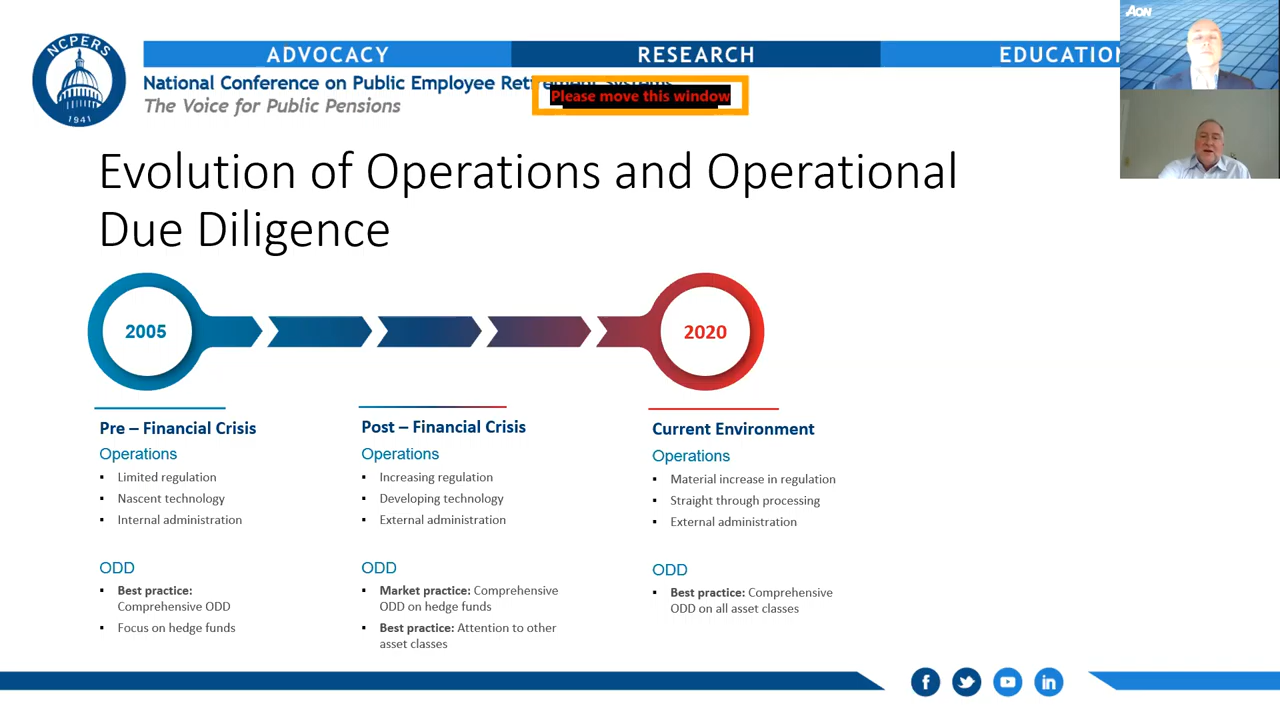 NCPERS
1941
ADVOCACY
RESEARCH
EDUCATION
AON
National Conference on Public Employee Retirement Systems
The Voice for Public Pensions
Please move this window
Evolution of Operations and Operational
Due Diligence
2005
2020
Pre – Financial Crisis
Operations
▪ Limited regulation
▪ Nascent technology
▪ Internal administration
ODD
▪ Best practice:
Comprehensive ODD
▪ Focus on hedge funds
Post – Financial Crisis
Operations
▪ Increasing regulation
▪ Developing technology
▪ External administration
ODD
▪ Market practice: Comprehensive
ODD on hedge funds
▪ Best practice: Attention to other
asset classes
Current Environment
Operations
▪ Material increase in regulation
▪ Straight through processing
▪ External administration
ODD
▪ Best practice: Comprehensive
ODD on all asset classes